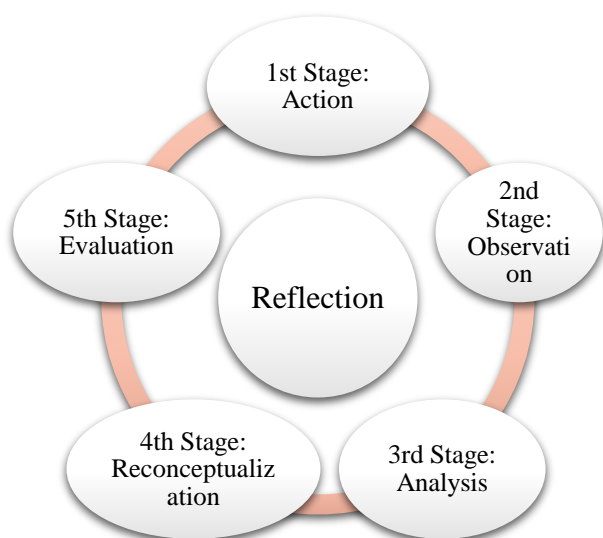 1st Stage:
Action
2nd
Stage:
Observati
on
5th Stage:
Evaluation
Reflection
4th Stage:
Reconceptualiz
ation
3rd Stage:
Analysis